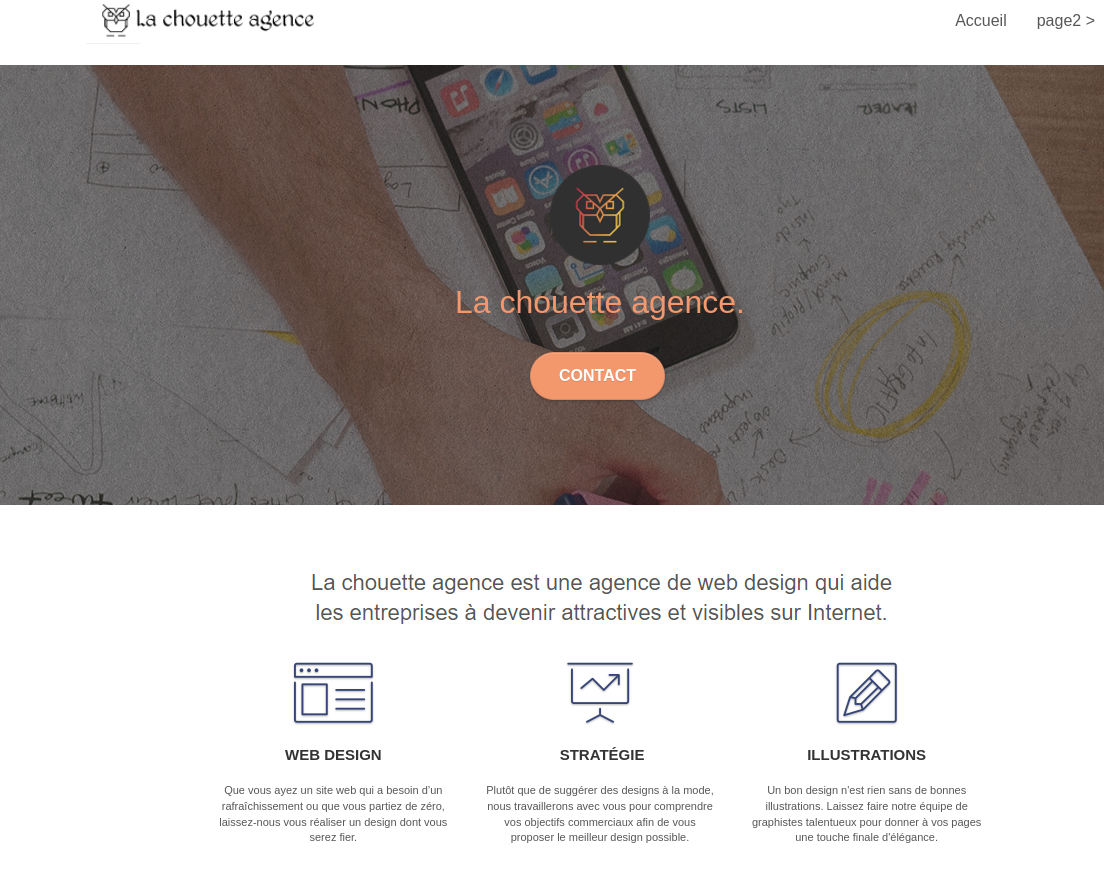 La chouette agence
Accueil
page2 >
PHON
LISTS
HEADER
La chouette agence.
CONTACT
INFOGRAFIC
La chouette agence est une agence de web design qui aide
les entreprises à devenir attractives et visibles sur Internet.
WEB DESIGN
Que vous ayez un site web qui a besoin d’un
rafraîchissement ou que vous partiez de zéro,
laissez-nous vous réaliser un design dont vous
serez fier.
STRATÉGIE
Plutôt que de suggérer des designs à la mode,
nous travaillerons avec vous pour comprendre
vos objectifs commerciaux afin de vous
proposer le meilleur design possible.
ILLUSTRATIONS
Un bon design n’est rien sans de bonnes
illustrations. Laissez faire notre équipe de
graphistes talentueux pour donner à vos pages
une touche finale d’élégance.